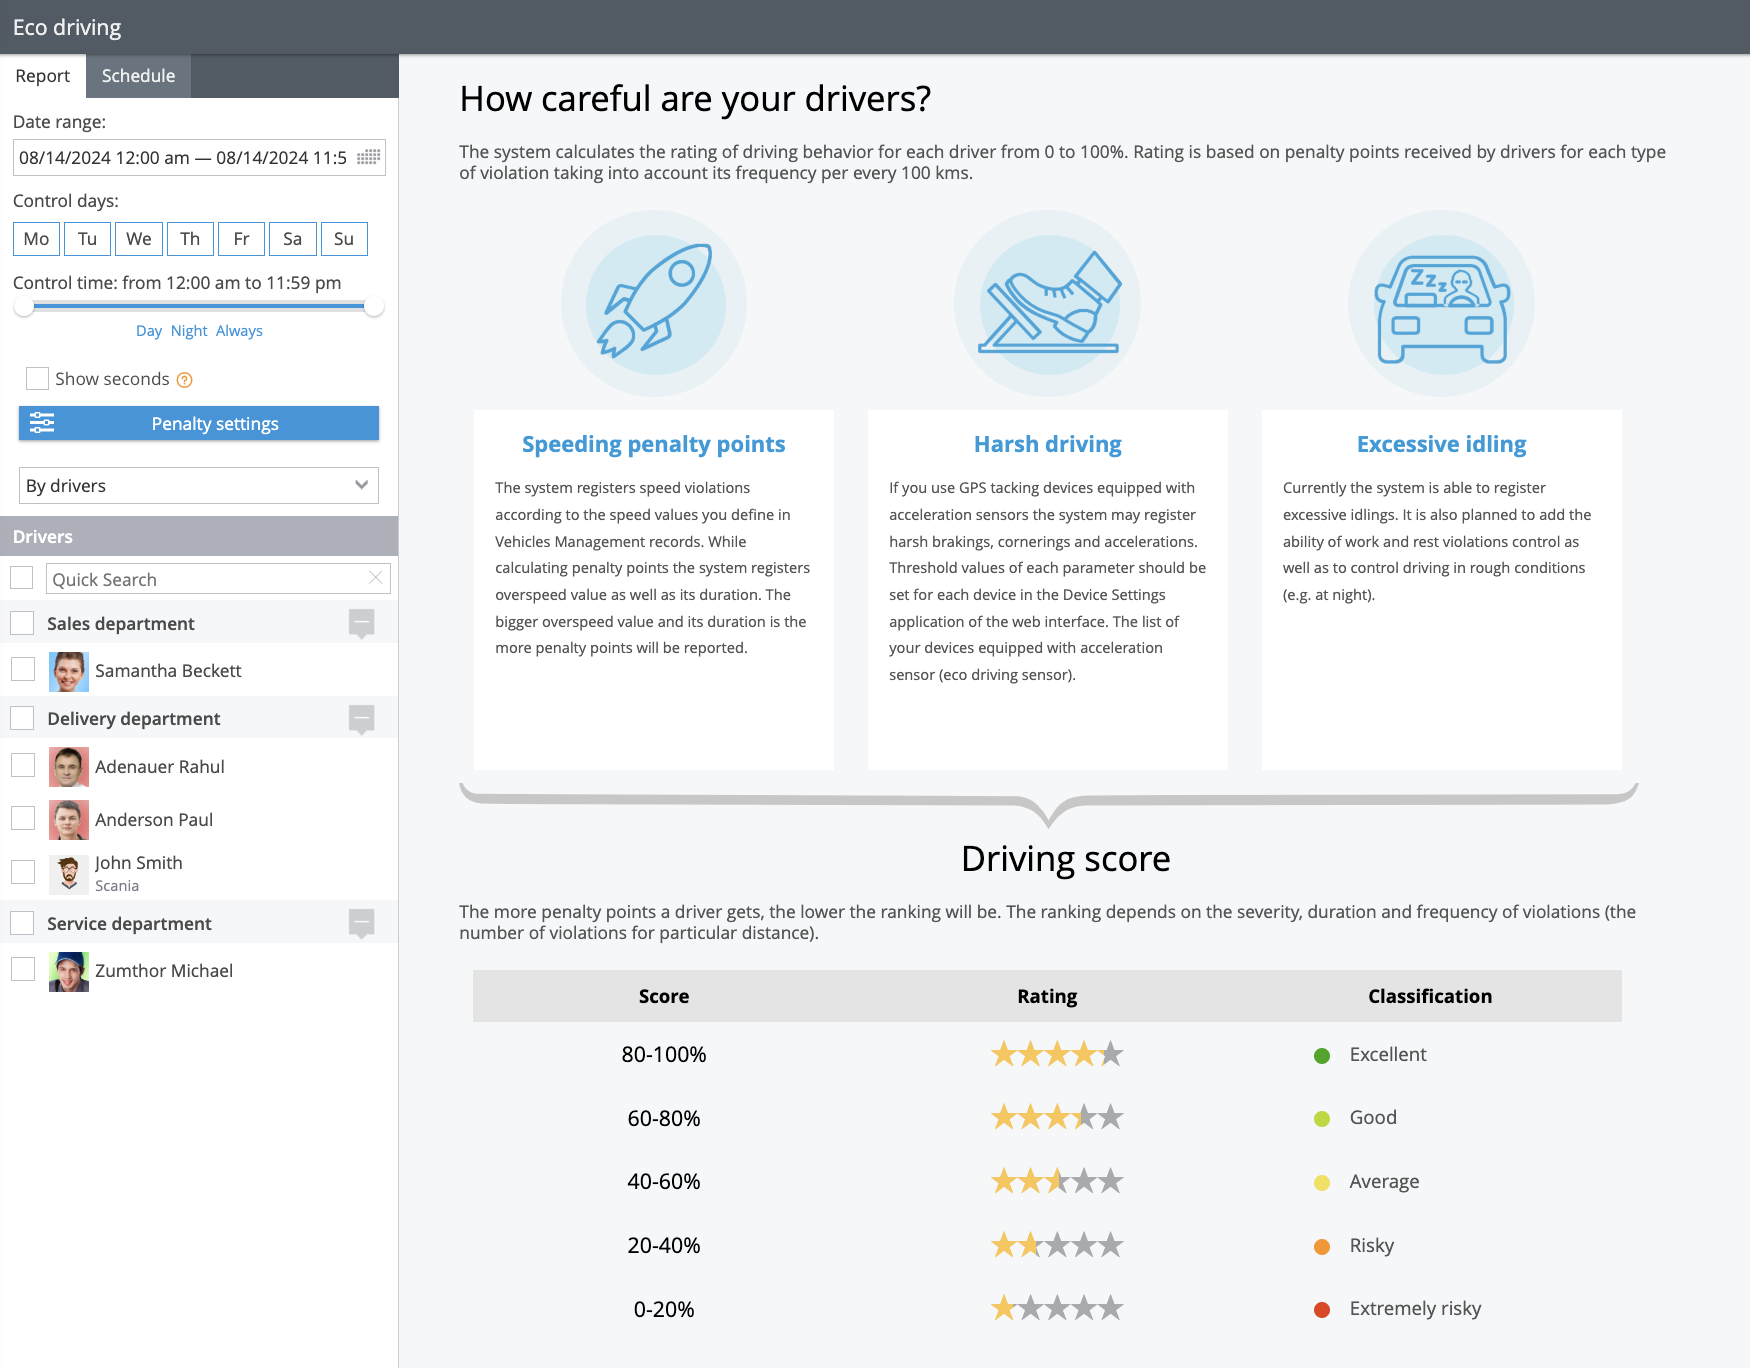 Eco driving
Report
Schedule
Date range:
08/14/2024 12:00 am — 08/14/2024 11:5
Control days:
Mo Tu We Th Fr Sa Su
Control time: from 12:00 am to 11:59 pm
Day Night Always
Show seconds ?
Penalty settings
By drivers
Drivers
Quick Search
Sales department
Samantha Beckett
Delivery department
Adenauer Rahul
Anderson Paul
John Smith
Scania
Service department
Zumthor Michael
How careful are your drivers?
The system calculates the rating of driving behavior for each driver from 0 to 100%. Rating is based on penalty points received by drivers for each type
of violation taking into account its frequency per every 100 kms.
Zzzz
Speeding penalty points
The system registers speed violations
according to the speed values you define in
Vehicles Management records. While
calculating penalty points the system registers
overspeed value as well as its duration. The
bigger overspeed value and its duration is the
more penalty points will be reported.
Harsh driving
If you use GPS tacking devices equipped with
acceleration sensors the system may register
harsh brakings, cornerings and accelerations.
Threshold values of each parameter should be
set for each device in the Device Settings
application of the web interface. The list of
your devices equipped with acceleration
sensor (eco driving sensor).
Excessive idling
Currently the system is able to register
excessive idlings. It is also planned to add the
ability of work and rest violations control as
well as to control driving in rough conditions
(e.g. at night).
Driving score
The more penalty points a driver gets, the lower the ranking will be. The ranking depends on the severity, duration and frequency of violations (the
number of violations for particular distance).
Score Rating Classification
80-100% Excellent
60-80% Good
40-60% Average
20-40% Risky
0-20% Extremely risky